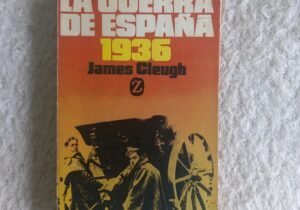 LA GUERRA
DE ESPAÑA
1936
James Cleugh
Z